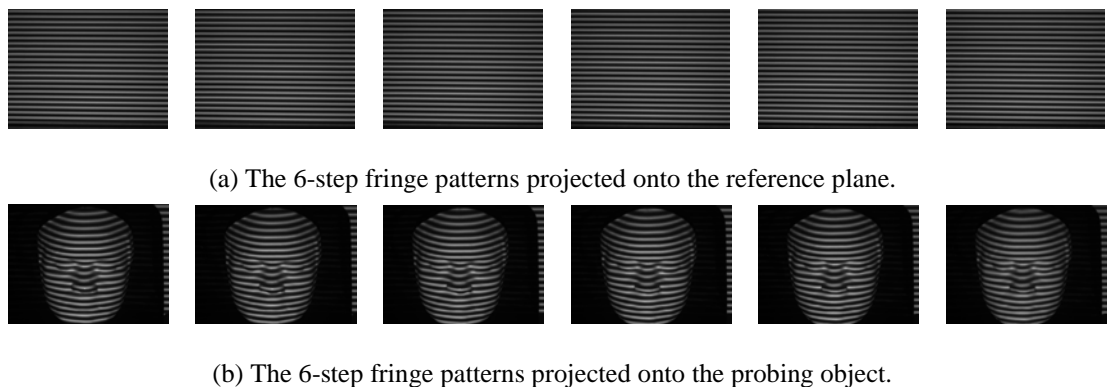 (a) The 6-step fringe patterns projected onto the reference plane.
(b) The 6-step fringe patterns projected onto the probing object.